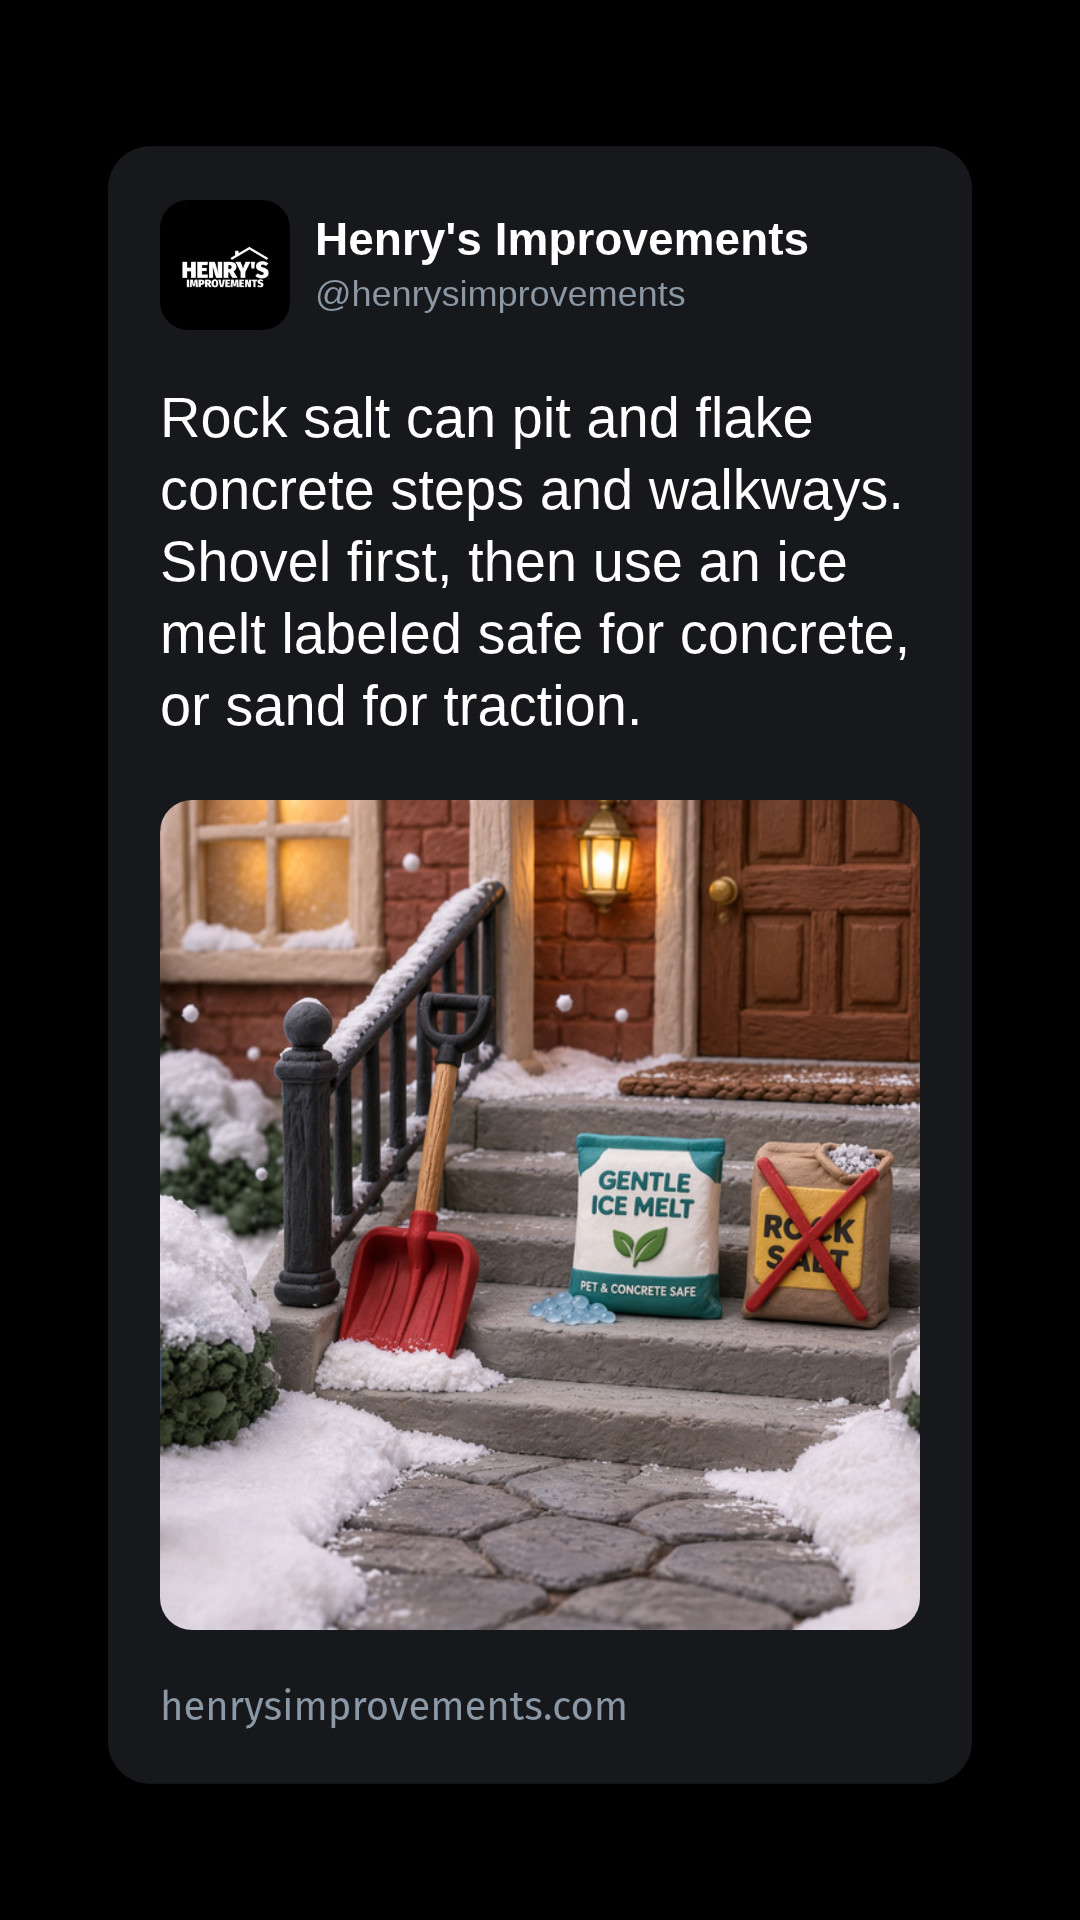 HENRY'S
IMPROVEMENTS
Henry's Improvements
@henrysimprovements
Rock salt can pit and flake
concrete steps and walkways.
Shovel first, then use an ice
melt labeled safe for concrete,
or sand for traction.
GENTLE
ICE MELT
PET & CONCRETE SAFE
ROCK
SALT
henrysimprovements.com